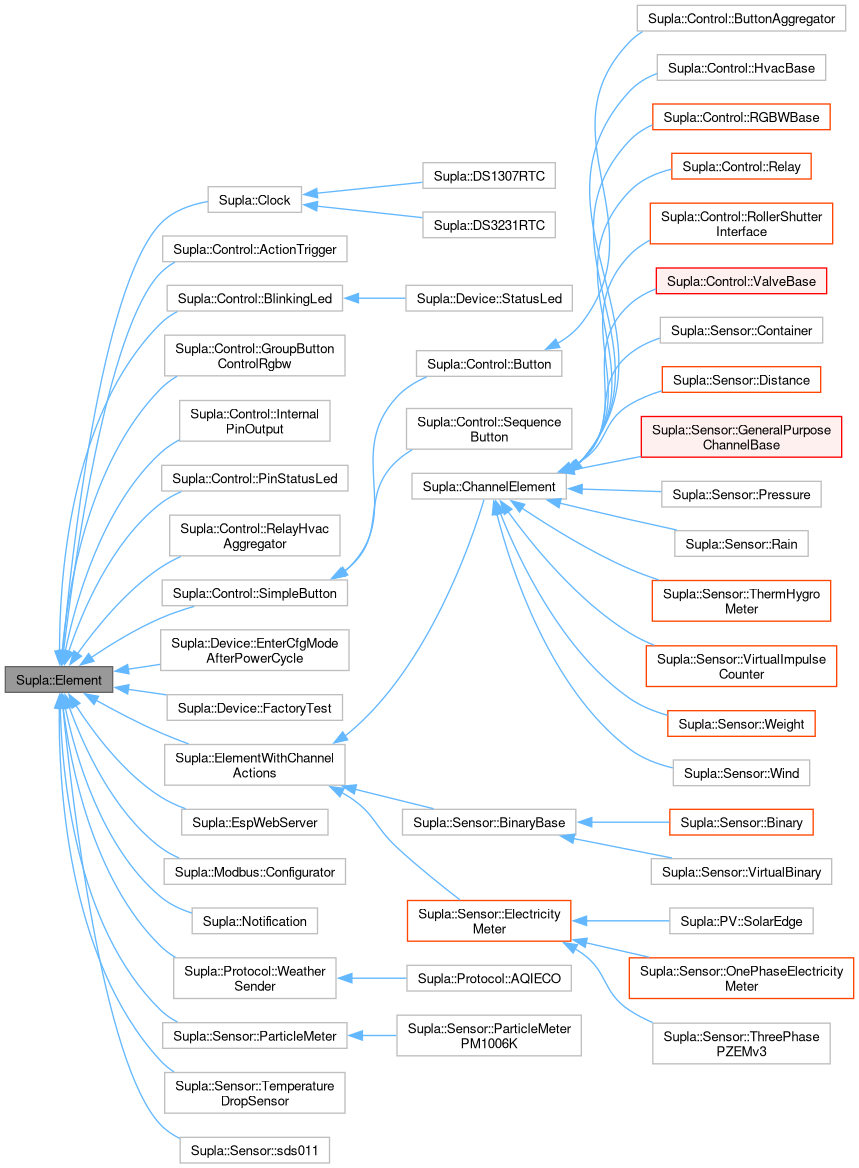 Supla::Element
Supla::Clock
Supla::Control::ActionTrigger
Supla::Control::BlinkingLed
Supla::Control::GroupButton
ControlRgbw
Supla::Control::Internal
PinOutput
Supla::Control::PinStatusLed
Supla::Control::RelayHvac
Aggregator
Supla::Control::SimpleButton
Supla::Device::EnterCfgMode
AfterPowerCycle
Supla::Device::FactoryTest
Supla::ElementWithChannel
Actions
Supla::EspWebServer
Supla::Modbus::Configurator
Supla::Notification
Supla::Protocol::Weather
Sender
Supla::Sensor::ParticleMeter
Supla::Sensor::Temperature
DropSensor
Supla::Sensor::sds011
Supla::DS1307RTC
Supla::DS3231RTC
Supla::Device::StatusLed
Supla::Control::Button
Supla::Control::Sequence
Button
Supla::ChannelElement
Supla::Sensor::BinaryBase
Supla::Sensor::Electricity
Meter
Supla::Protocol::AQIECO
Supla::Sensor::ParticleMeter
PM1006K
Supla::Control::ButtonAggregator
Supla::Control::HvacBase
Supla::Control::RGBWBase
Supla::Control::Relay
Supla::Control::RollerShutter
Interface
Supla::Control::ValveBase
Supla::Sensor::Container
Supla::Sensor::Distance
Supla::Sensor::GeneralPurpose
ChannelBase
Supla::Sensor::Pressure
Supla::Sensor::Rain
Supla::Sensor::ThermHygro
Meter
Supla::Sensor::VirtualImpulse
Counter
Supla::Sensor::Weight
Supla::Sensor::Wind
Supla::Sensor::Binary
Supla::Sensor::VirtualBinary
Supla::PV::SolarEdge
Supla::Sensor::OnePhaseElectricity
Meter
Supla::Sensor::ThreePhase
PZEMv3